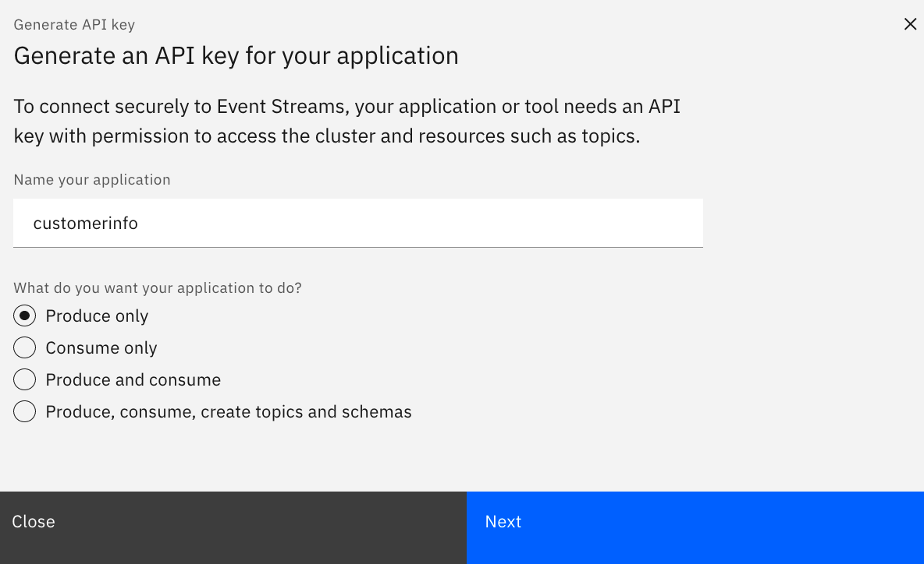 Generate API key
Generate an API key for your application
To connect securely to Event Streams, your application or tool needs an API
key with permission to access the cluster and resources such as topics.
Name your application
customerinfo
What do you want your application to do?
Produce only
Consume only
Produce and consume
Produce, consume, create topics and schemas
Close
Next